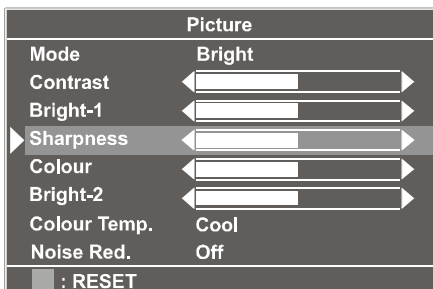 Picture
Mode Bright
Contrast
Bright-1
Sharpness
Colour
Bright-2
Colour Temp. Cool
Noise Red. Off
: RESET